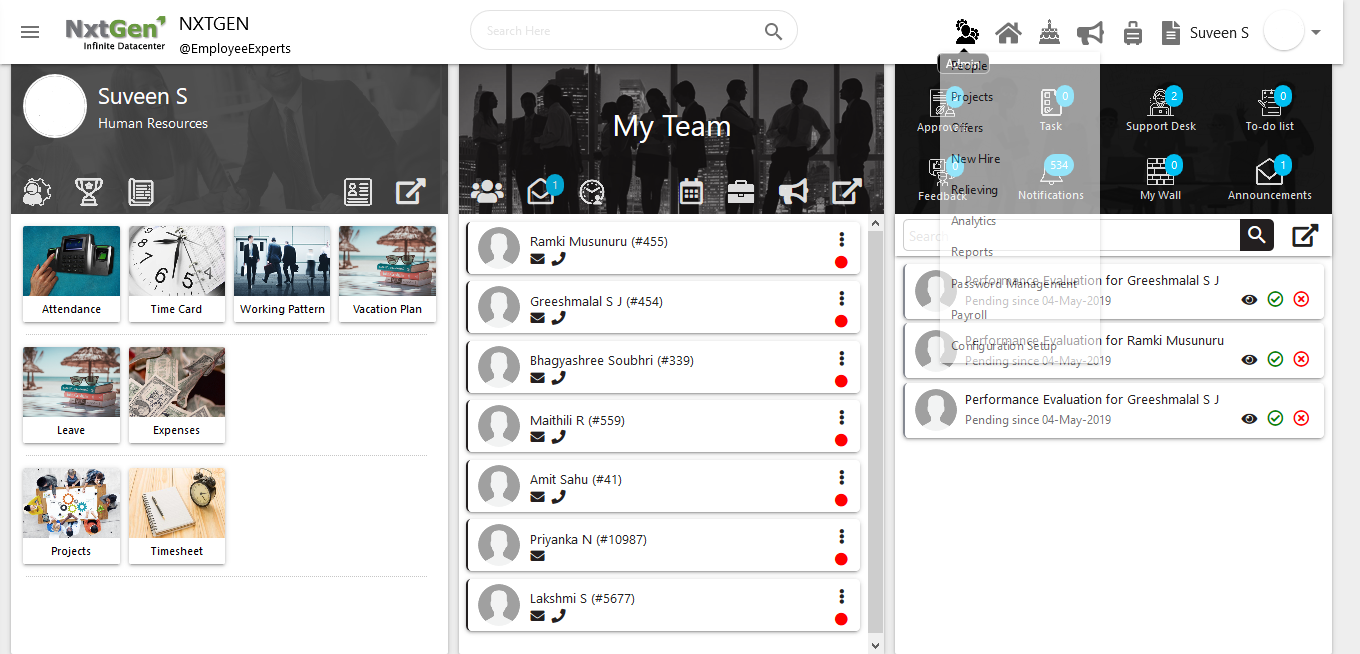 NxtGen
Infinite Datacenter
NXTGEN
@EmployeeExperts
Search Here
Suveen S
Suveen S
Human Resources
Attendance
Time Card
Working Pattern
Vacation Plan
Leave
Expenses
Projects
Timesheet
My Team
1
Ramki Musunuru (#455)
Greeshmalal S J (#454)
Bhagyashree Soubhri (#339)
Maithili R (#559)
Amit Sahu (#41)
Priyanka N (#10987)
Lakshmi S (#5677)
Admin
People
Projects
Offers
New Hire
Relieving
Analytics
Reports
Password Management
Payroll
Configuration Setup
0
Task
2
Support Desk
0
To-do list
0
Feedback
534
Notifications
0
My Wall
1
Announcements
Search
Performance Evaluation for Greeshmalal S J
Pending since 04-May-2019
Performance Evaluation for Ramki Musunuru
Pending since 04-May-2019
Performance Evaluation for Greeshmalal S J
Pending since 04-May-2019